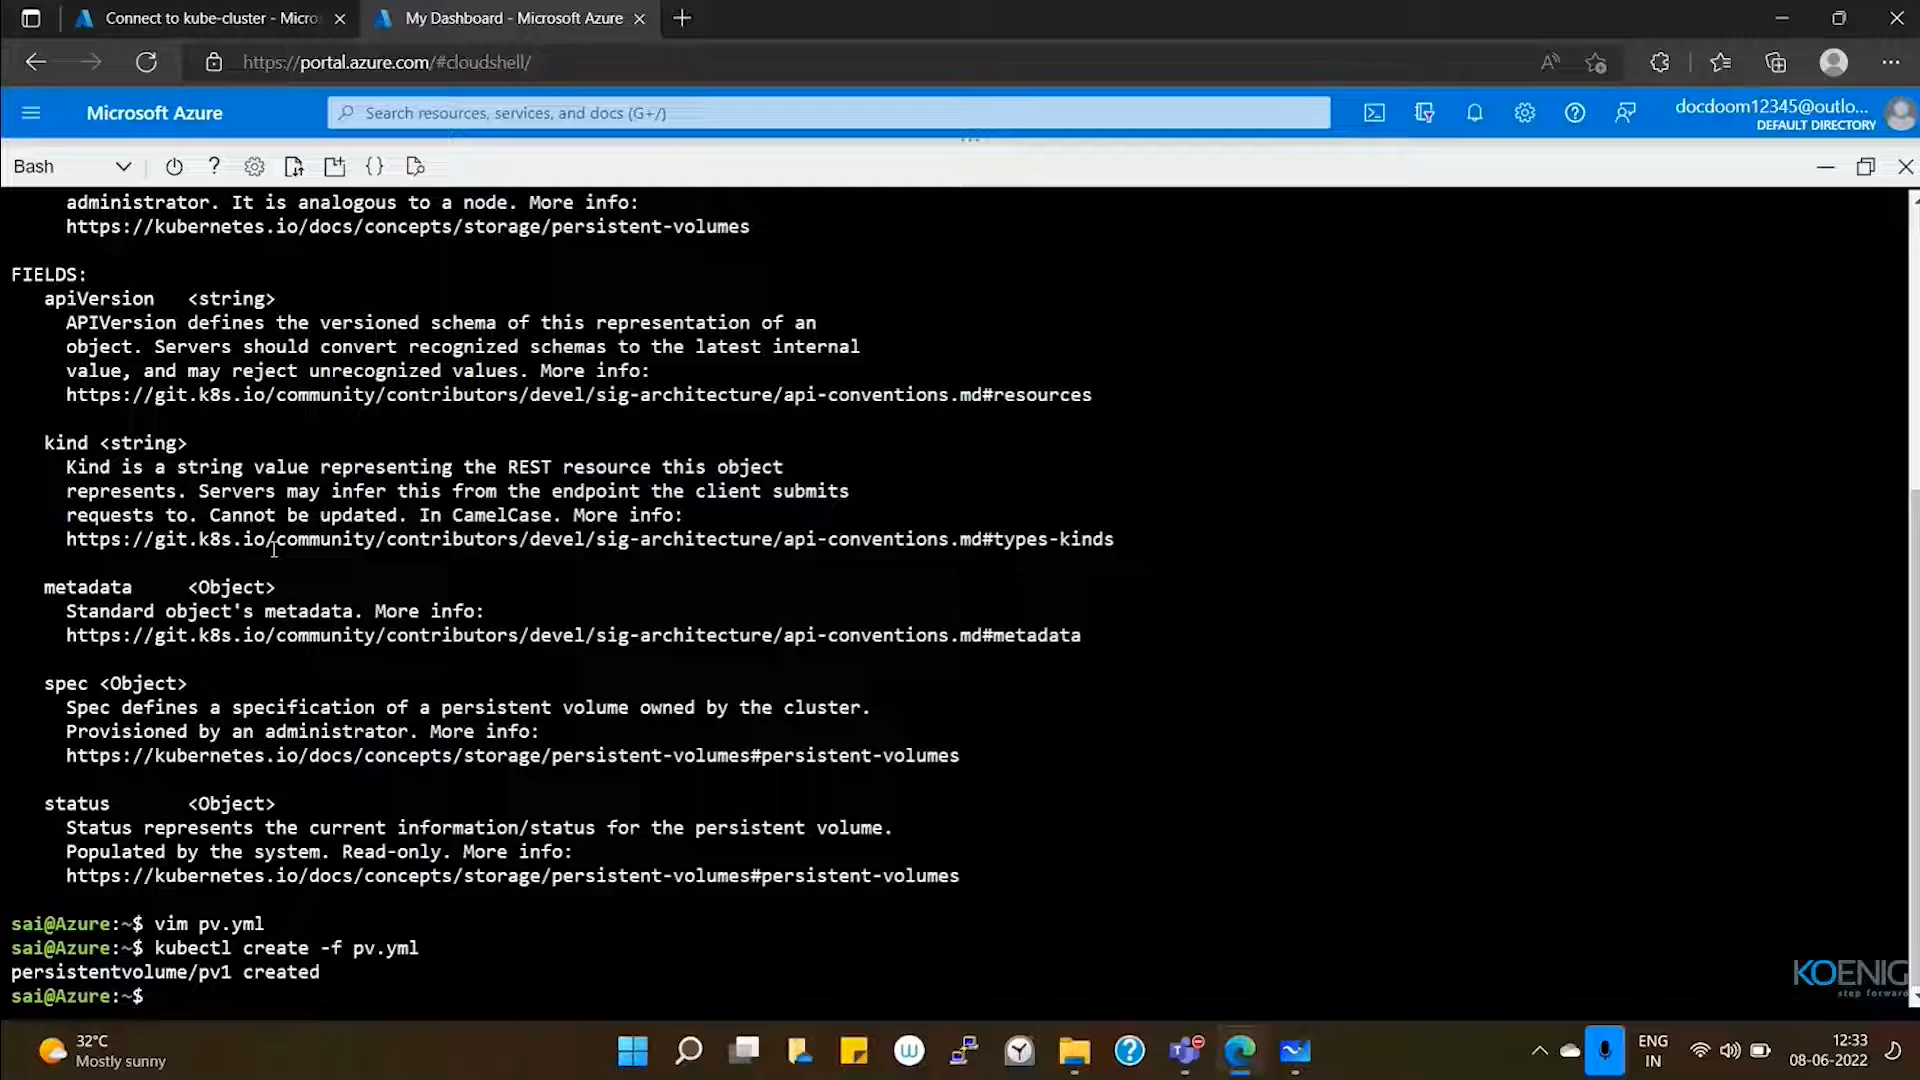 Connect to kube-cluster - Micro
My Dashboard - Microsoft Azure
https://portal.azure.com/#cloudshell/
Microsoft Azure
Search resources, services, and docs (G+/)
docdoom12345@outlo...
DEFAULT DIRECTORY
Bash
administrator. It is analogous to a node. More info:
https://kubernetes.io/docs/concepts/storage/persistent-volumes
FIELDS:
apiVersion <string>
APIVersion defines the versioned schema of this representation of an
object. Servers should convert recognized schemas to the latest internal
value, and may reject unrecognized values. More info:
https://git.k8s.io/community/contributors/devel/sig-architecture/api-conventions.md#resources
kind <string>
Kind is a string value representing the REST resource this object
represents. Servers may infer this from the endpoint the client submits
requests to. Cannot be updated. In CamelCase. More info:
https://git.k8s.io/community/contributors/devel/sig-architecture/api-conventions.md#types-kinds
metadata <Object>
Standard object's metadata. More info:
https://git.k8s.io/community/contributors/devel/sig-architecture/api-conventions.md#metadata
spec <Object>
Spec defines a specification of a persistent volume owned by the cluster.
Provisioned by an administrator. More info:
https://kubernetes.io/docs/concepts/storage/persistent-volumes#persistent-volumes
status <Object>
Status represents the current information/status for the persistent volume.
Populated by the system. Read-only. More info:
https://kubernetes.io/docs/concepts/storage/persistent-volumes#persistent-volumes
sai@Azure:~$ vim pv.yml
sai@Azure:~$ kubectl create -f pv.yml
persistentvolume/pv1 created
sai@Azure:~$
KOENIG
step forward
32°C
Mostly sunny
ENG
IN
12:33
08-06-2022